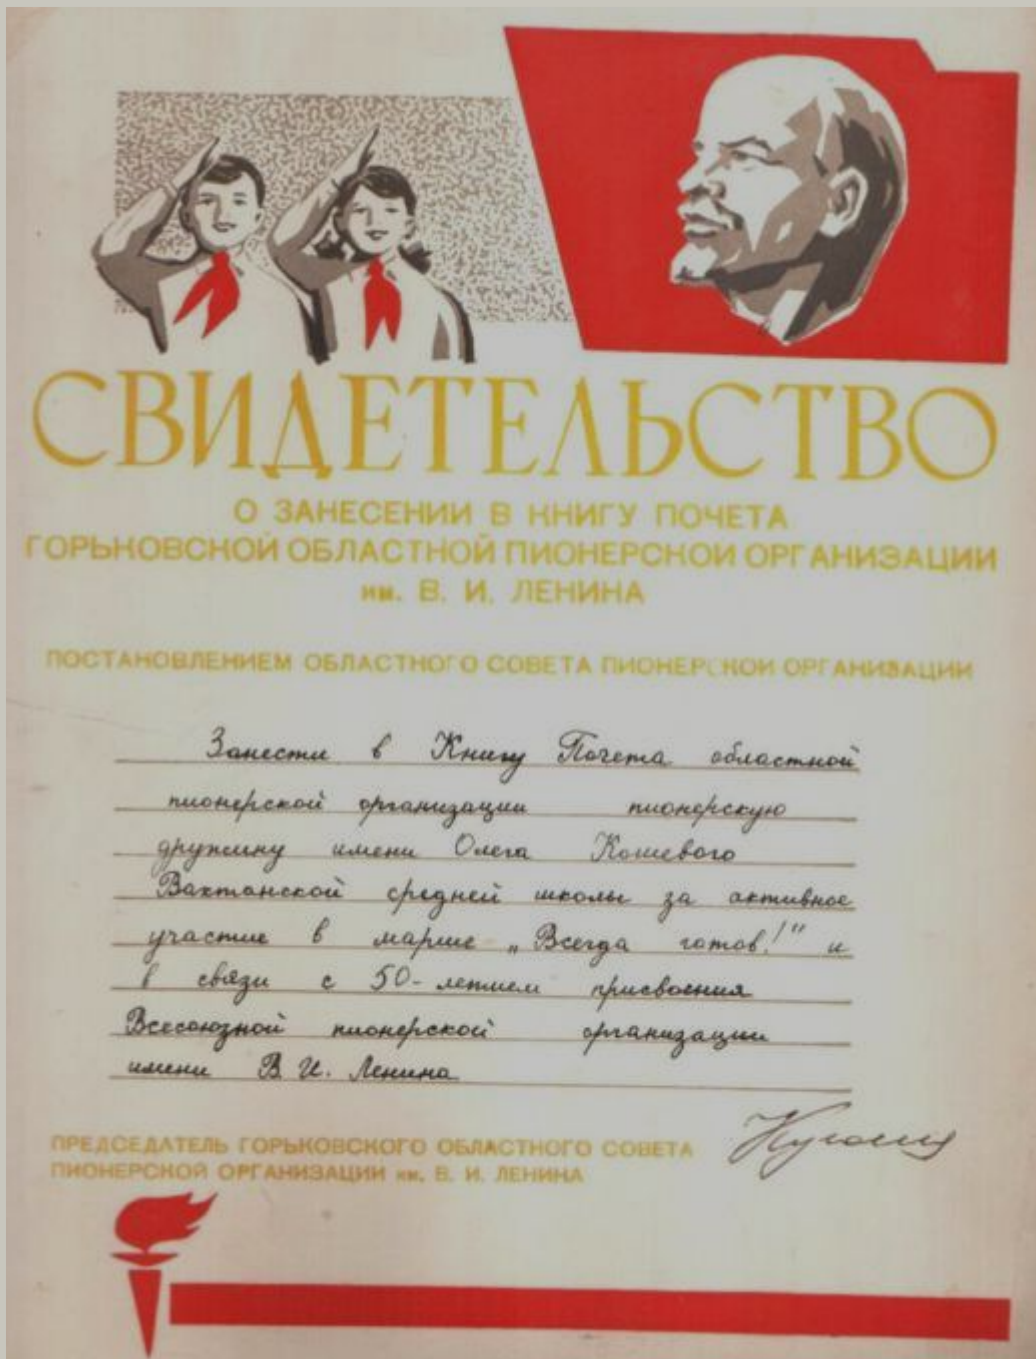 СВИДЕТЕЛЬСТВО
О ЗАНЕСЕНИИ В КНИГУ ПОЧЕТА
ГОРЬКОВСКОЙ ОБЛАСТНОЙ ПИОНЕРСКОЙ ОРГАНИЗАЦИИ
им. В. И. ЛЕНИНА
ПОСТАНОВЛЕНИЕМ ОБЛАСТНОГО СОВЕТА ПИОНЕРСКОЙ ОРГАНИЗАЦИИ
Занести в Книгу Почета областной
пионерской организации пионерскую
дружину имени Олега Кошевого
Вахтанской средней школы за активное
участие в марше „Всегда готов!" и
в связи с 50-летием присвоения
Всесоюзной пионерской организации
имени В. И. Ленина
ПРЕДСЕДАТЕЛЬ ГОРЬКОВСКОГО ОБЛАСТНОГО СОВЕТА
ПИОНЕРСКОЙ ОРГАНИЗАЦИИ им. В. И. ЛЕНИНА